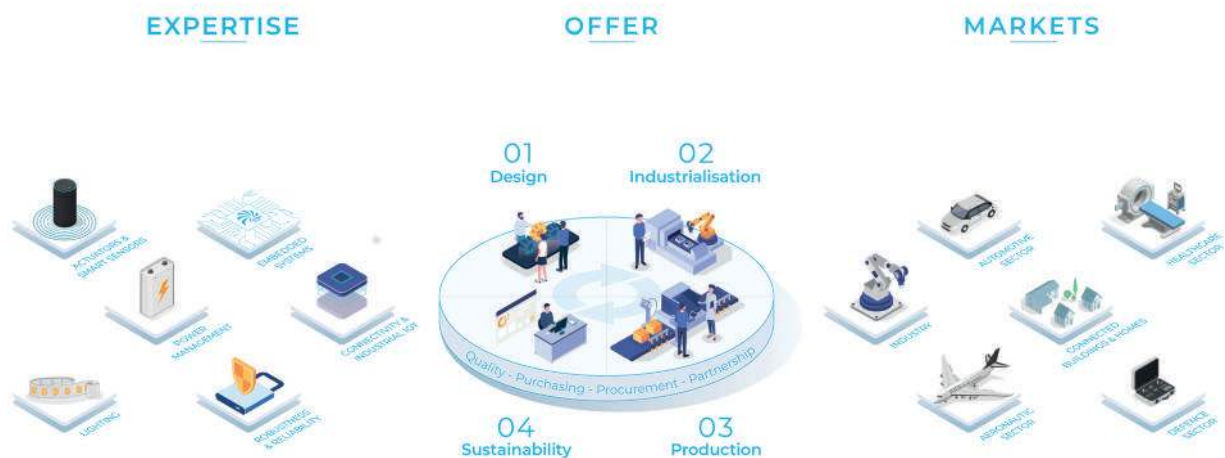 EXPERTISE
OFFER
MARKETS
01
Design
02
Industrialisation
ACTUATORS &
SMART SENSORS
EMBEDDED
SYSTEMS
POWER
MANAGEMENT
CONNECTIVITY &
INDUSTRIAL IOT
LIGHTING
ROBUSTNESS
& RELIABILITY
Quality - Purchasing - Procurement - Partnership
04
Sustainability
03
Production
AUTOMOTIVE
SECTOR
HEALTHCARE
SECTOR
INDUSTRY
CONNECTED
BUILDINGS & HOMES
AERONAUTIC
SECTOR
DEFENCE
SECTOR